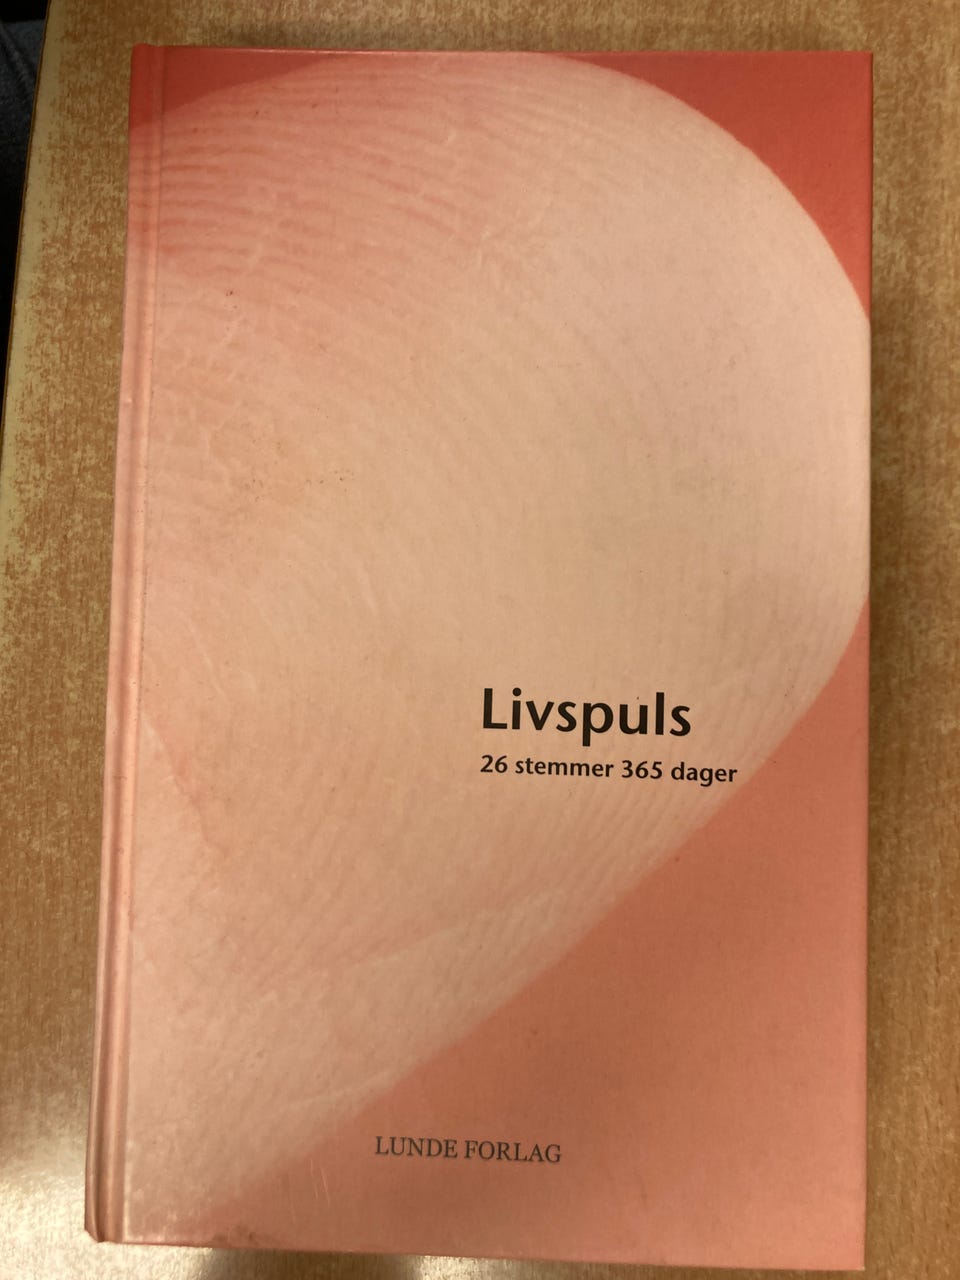 Livspuls
26 stemmer 365 dager
LUNDE FORLAG